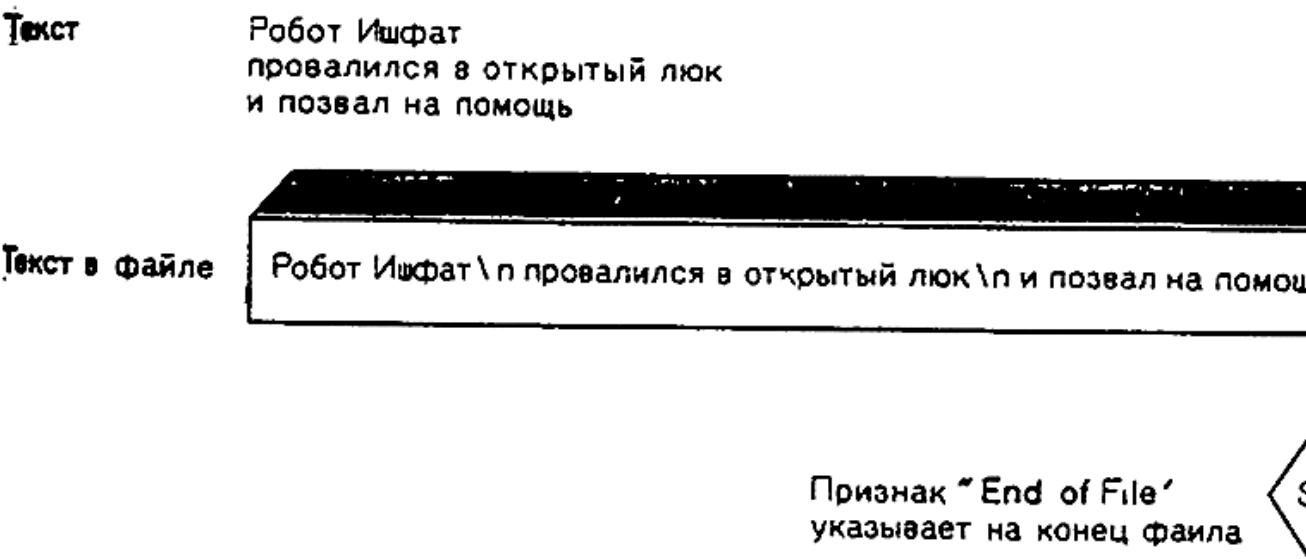 Текст
Робот Ишфат
провалился в открытый люк
и позвал на помощь
Текст в файле
Робот Ишфат\n провалился в открытый люк\n и позвал на помощ
Признак "End of File'
указывает на конец фаила
S